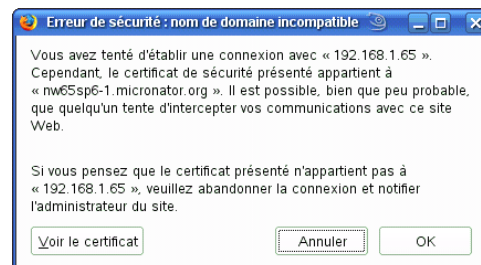 Erreur de sécurité : nom de domaine incompatible
Vous avez tenté d'établir une connexion avec « 192.168.1.65 ».
Cependant, le certificat de sécurité présenté appartient à
« nw65sp6-1.micronator.org ». Il est possible, bien que peu probable,
que quelqu'un tente d'intercepter vos communications avec ce site
Web.
Si vous pensez que le certificat présenté n'appartient pas à
« 192.168.1.65 », veuillez abandonner la connexion et notifier
l'administrateur du site.
Voir le certificat Annuler OK